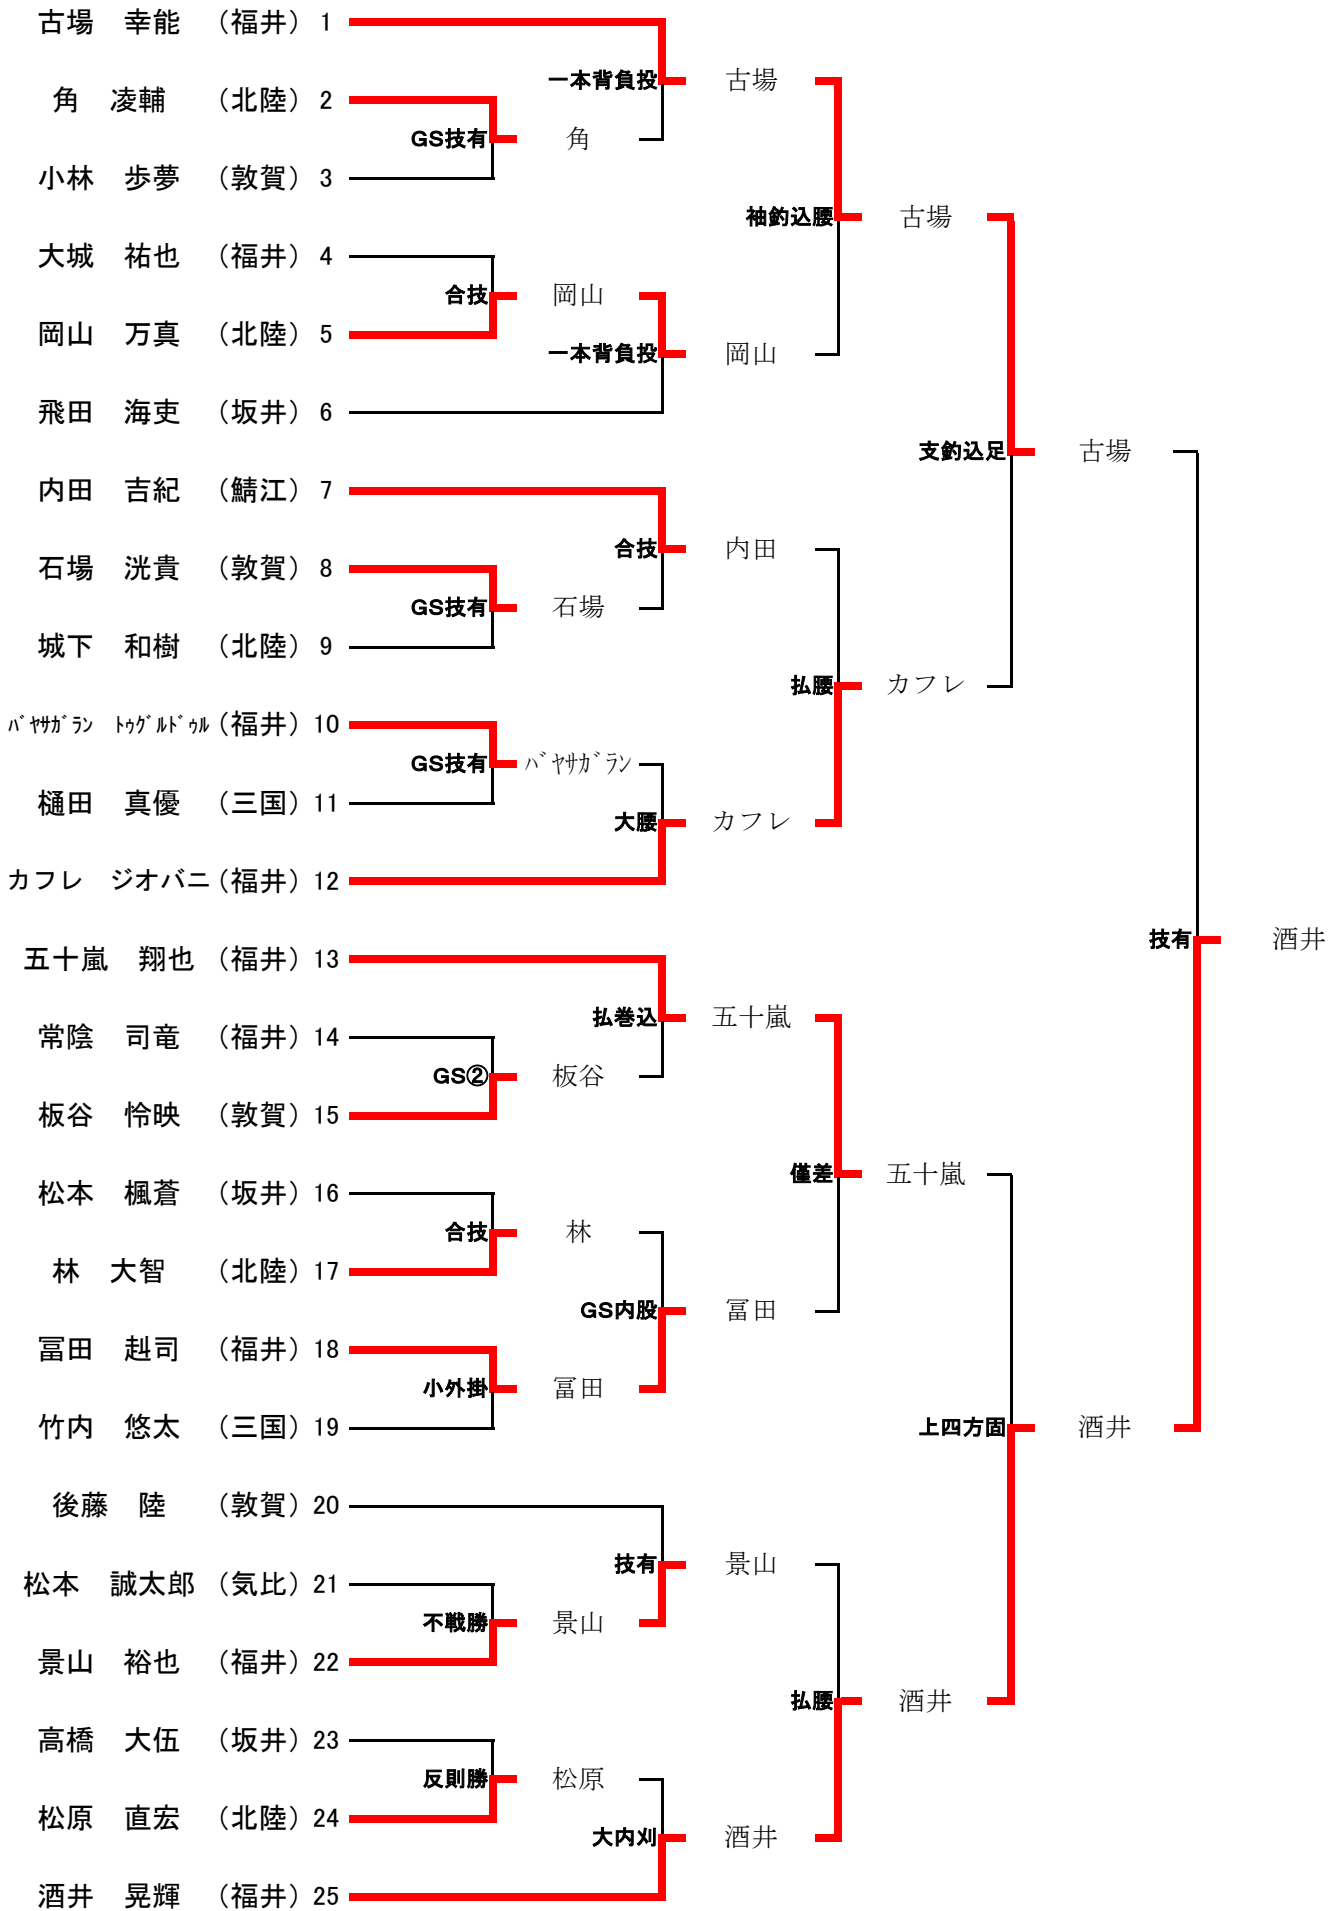 古場　幸能　（福井）　1
一本背負投　古場
角　凌輔　（北陸）　2
GS技有　角
小林　歩夢　（敦賀）　3
袖釣込腰　古場
大城　祐也　（福井）　4
合技　岡山
岡山　万真　（北陸）　5
一本背負投　岡山
飛田　海吏　（坂井）　6
支釣込足　古場
内田　吉紀　（鯖江）　7
合技　内田
石場　洸貴　（敦賀）　8
GS技有　石場
城下　和樹　（北陸）　9
払腰　カフレ
ﾊﾞﾔｻｶﾞﾗﾝ　ﾄｩｸﾞﾙﾄﾞｩﾙ（福井）　10
GS技有　ﾊﾞﾔｻｶﾞﾗﾝ
樋田　真優　（三国）　11
大腰　カフレ
カフレ　ジオバニ（福井）　12
技有　酒井
五十嵐　翔也　（福井）　13
払巻込　五十嵐
常陰　司竜　（福井）　14
GS②　板谷
板谷　怜映　（敦賀）　15
僅差　五十嵐
松本　楓蒼　（坂井）　16
合技　林
林　大智　（北陸）　17
GS内股　冨田
冨田　赳司　（福井）　18
小外掛　冨田
竹内　悠太　（三国）　19
上四方固　酒井
後藤　陸　（敦賀）　20
技有　景山
松本　誠太郎　（気比）　21
不戦勝　景山
景山　裕也　（福井）　22
払腰　酒井
高橋　大伍　（坂井）　23
反則勝　松原
松原　直宏　（北陸）　24
大内刈　酒井
酒井　晃輝　（福井）　25